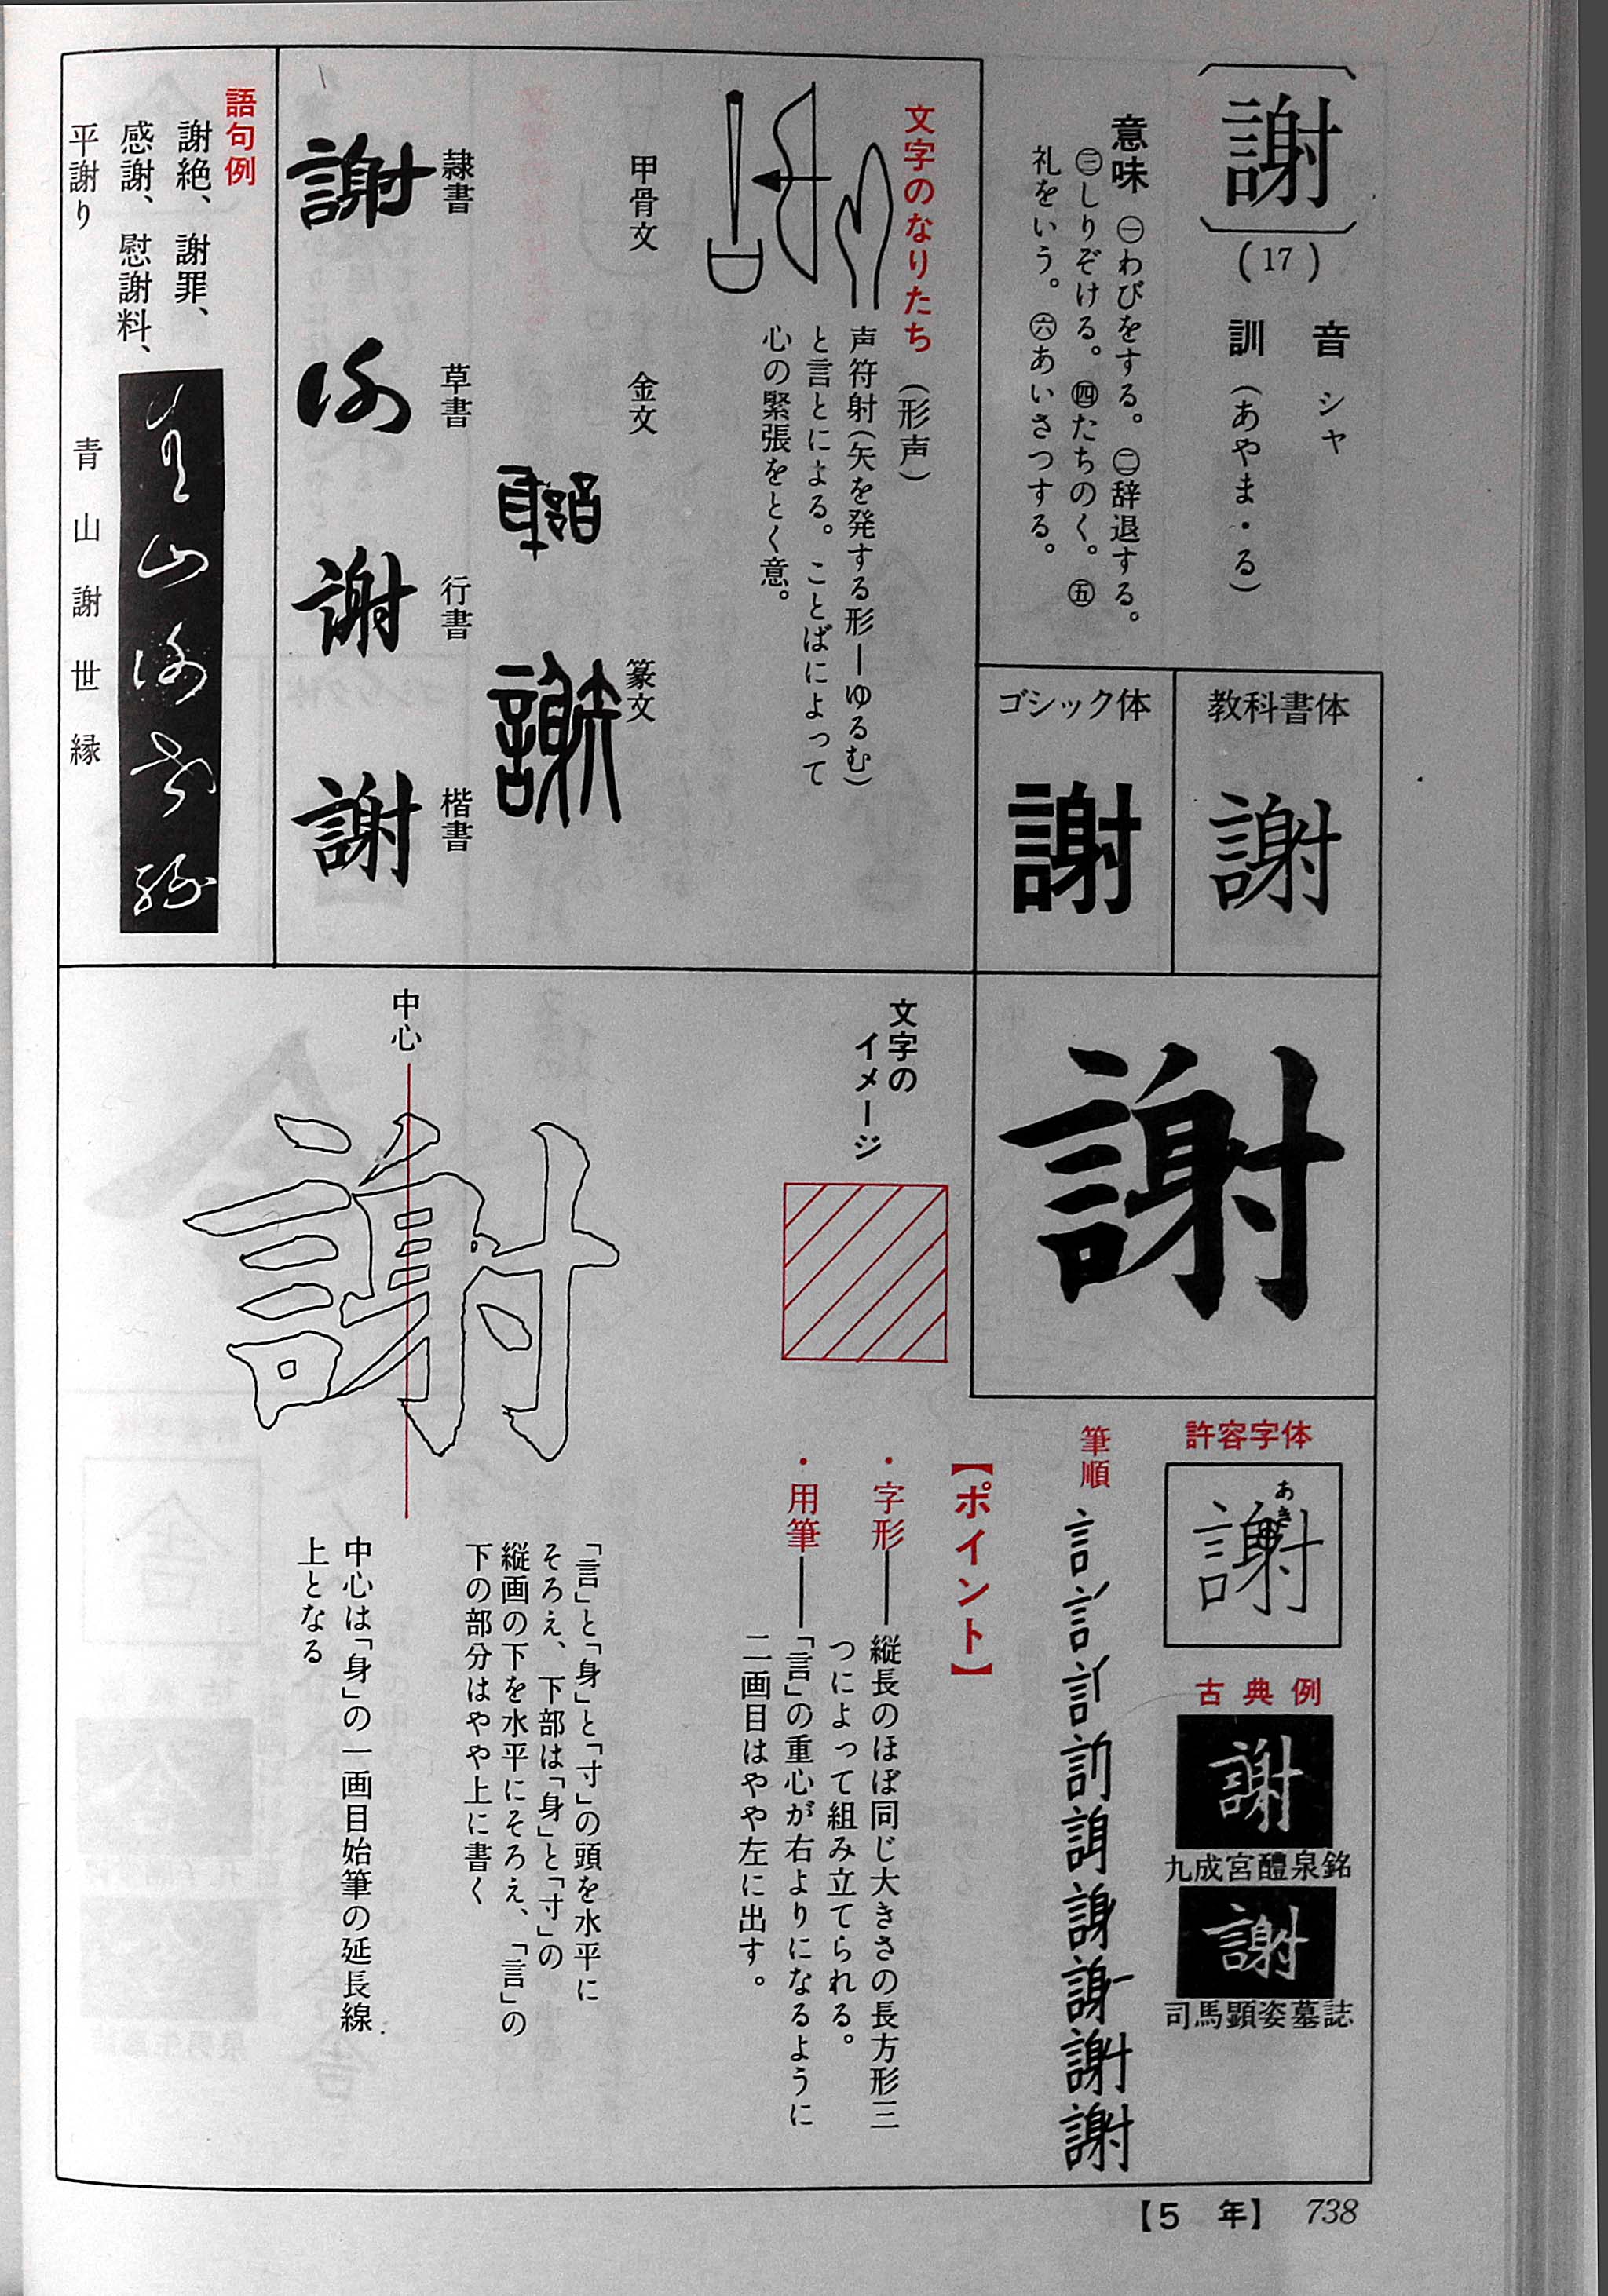 謝
(17)
音 シャ
訓 (あやま・る)
意味 ㊀わびをする。㊁辞退する。
㊂しりぞける。㊃たちのく。㊄
礼をいう。㊅あいさつする。
教科書体
謝
ゴシック体
謝
文字のなりたち (形声)
声符射(矢を発する形―ゆるむ)
と言とによる。ことばによって
心の緊張をとく意。
甲骨文
金文
篆文
謝
隷書
謝
草書
謝
行書
謝
楷書
謝
語句例
謝絶、謝罪、
感謝、慰謝料、
平謝り
青山謝世縁
青山謝世縁
謝
許容字体
謝
あき
古典例
謝
九成宮醴泉銘
謝
司馬顕姿墓誌
筆順
謝
【ポイント】
・字形――縦長のほぼ同じ大きさの長方形三
つによって組み立てられる。
・用筆――「言」の重心が右よりになるように
二画目はやや左に出す。
文字の
イメージ
中心
謝
「言」と「身」と「寸」の頭を水平に
そろえ、下部は「身」と「寸」の
縦画の下を水平にそろえ、「言」の
下の部分はやや上に書く
中心は「身」の一画目始筆の延長線
上となる
【5 年】 738